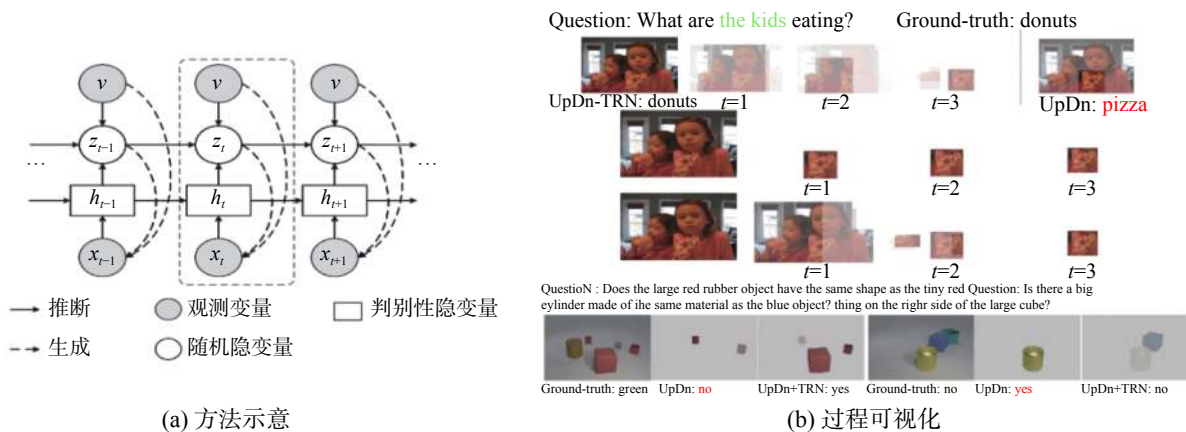 v v v
... z_{t-1} z_t z_{t+1} ...
h_{t-1} h_t h_{t+1}
x_{t-1} x_t x_{t+1}
推断 观测变量 判别性隐变量
生成 随机隐变量
(a) 方法示意
Question: What are the kids eating? Ground-truth: donuts
UpDn-TRN: donuts t=1 t=2 t=3 UpDn: pizza
t=1 t=2 t=3
t=1 t=2 t=3
QuestioN : Does the large red rubber object have the same shape as the tiny red Question: Is there a big
eylinder made of ihe same material as the blue object? thing on the righr side of the large cube?
Ground-truth: green UpDn: no UpDn+TRN: yes Ground-truth: no UpDn: yes UpDn+TRN: no
(b) 过程可视化